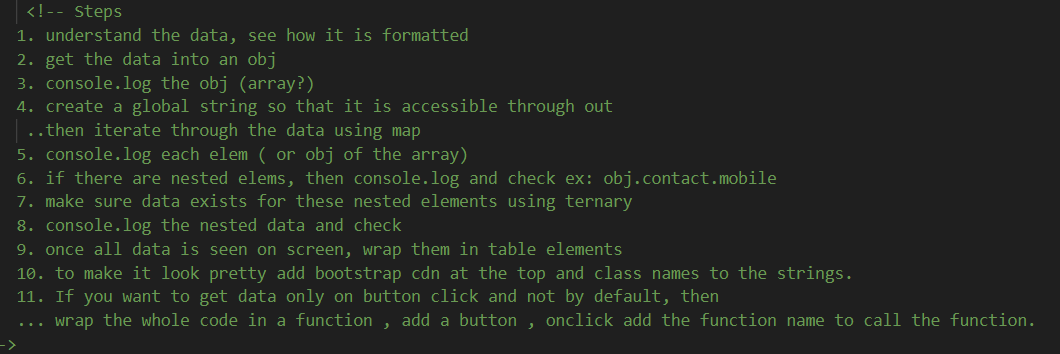 <!-- Steps
1. understand the data, see how it is formatted
2. get the data into an obj
3. console.log the obj (array?)
4. create a global string so that it is accessible through out
..then iterate through the data using map
5. console.log each elem ( or obj of the array)
6. if there are nested elems, then console.log and check ex: obj.contact.mobile
7. make sure data exists for these nested elements using ternary
8. console.log the nested data and check
9. once all data is seen on screen, wrap them in table elements
10. to make it look pretty add bootstrap cdn at the top and class names to the strings.
11. If you want to get data only on button click and not by default, then
... wrap the whole code in a function , add a button , onclick add the function name to call the function.
->